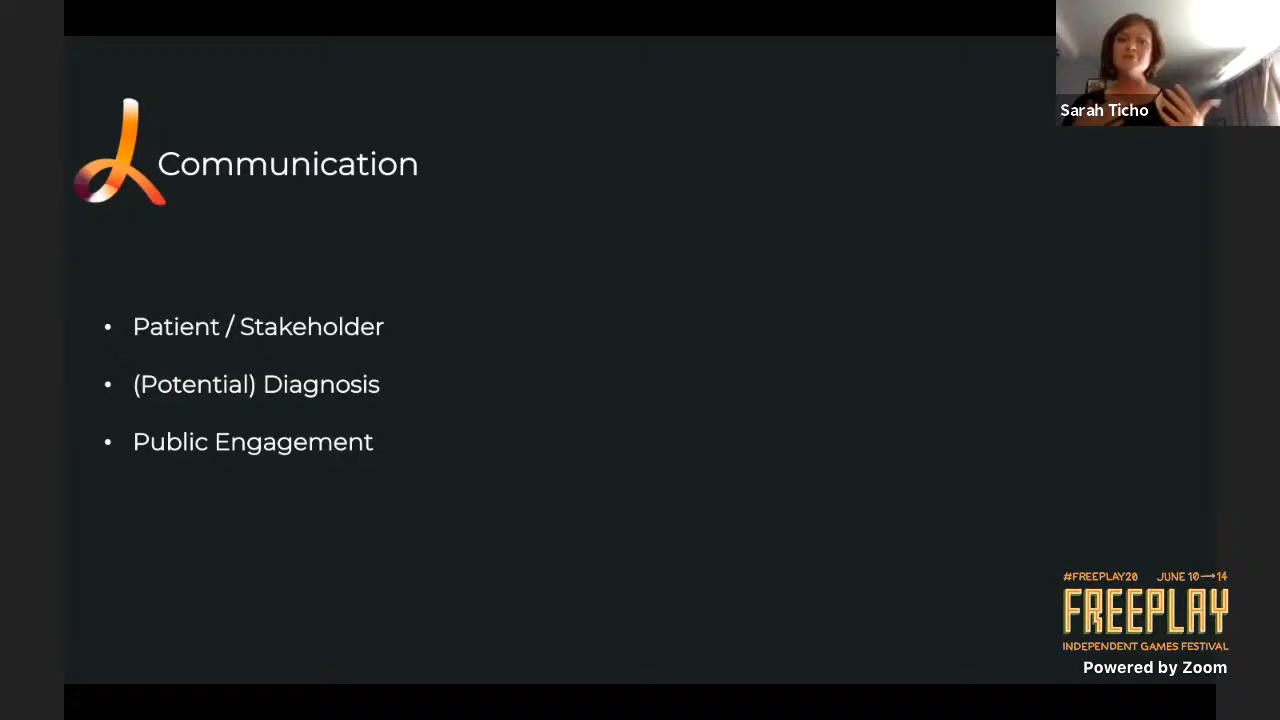 Sarah Ticho
Communication
• Patient / Stakeholder
• (Potential) Diagnosis
• Public Engagement
#FREEPLAY20 JUNE 10→14
FREEPLAY
INDEPENDENT GAMES FESTIVAL
Powered by Zoom